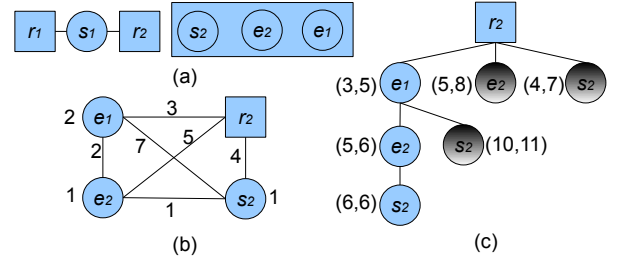 r1 s1 r2 s2 e2 e1
(a)
e1 r2 e2 s2
2 3 5 7 2 4 1 1 1
(b)
r2
(3,5) e1 (5,8) e2 (4,7) s2
(5,6) e2 s2 (10,11)
(6,6) s2
(c)